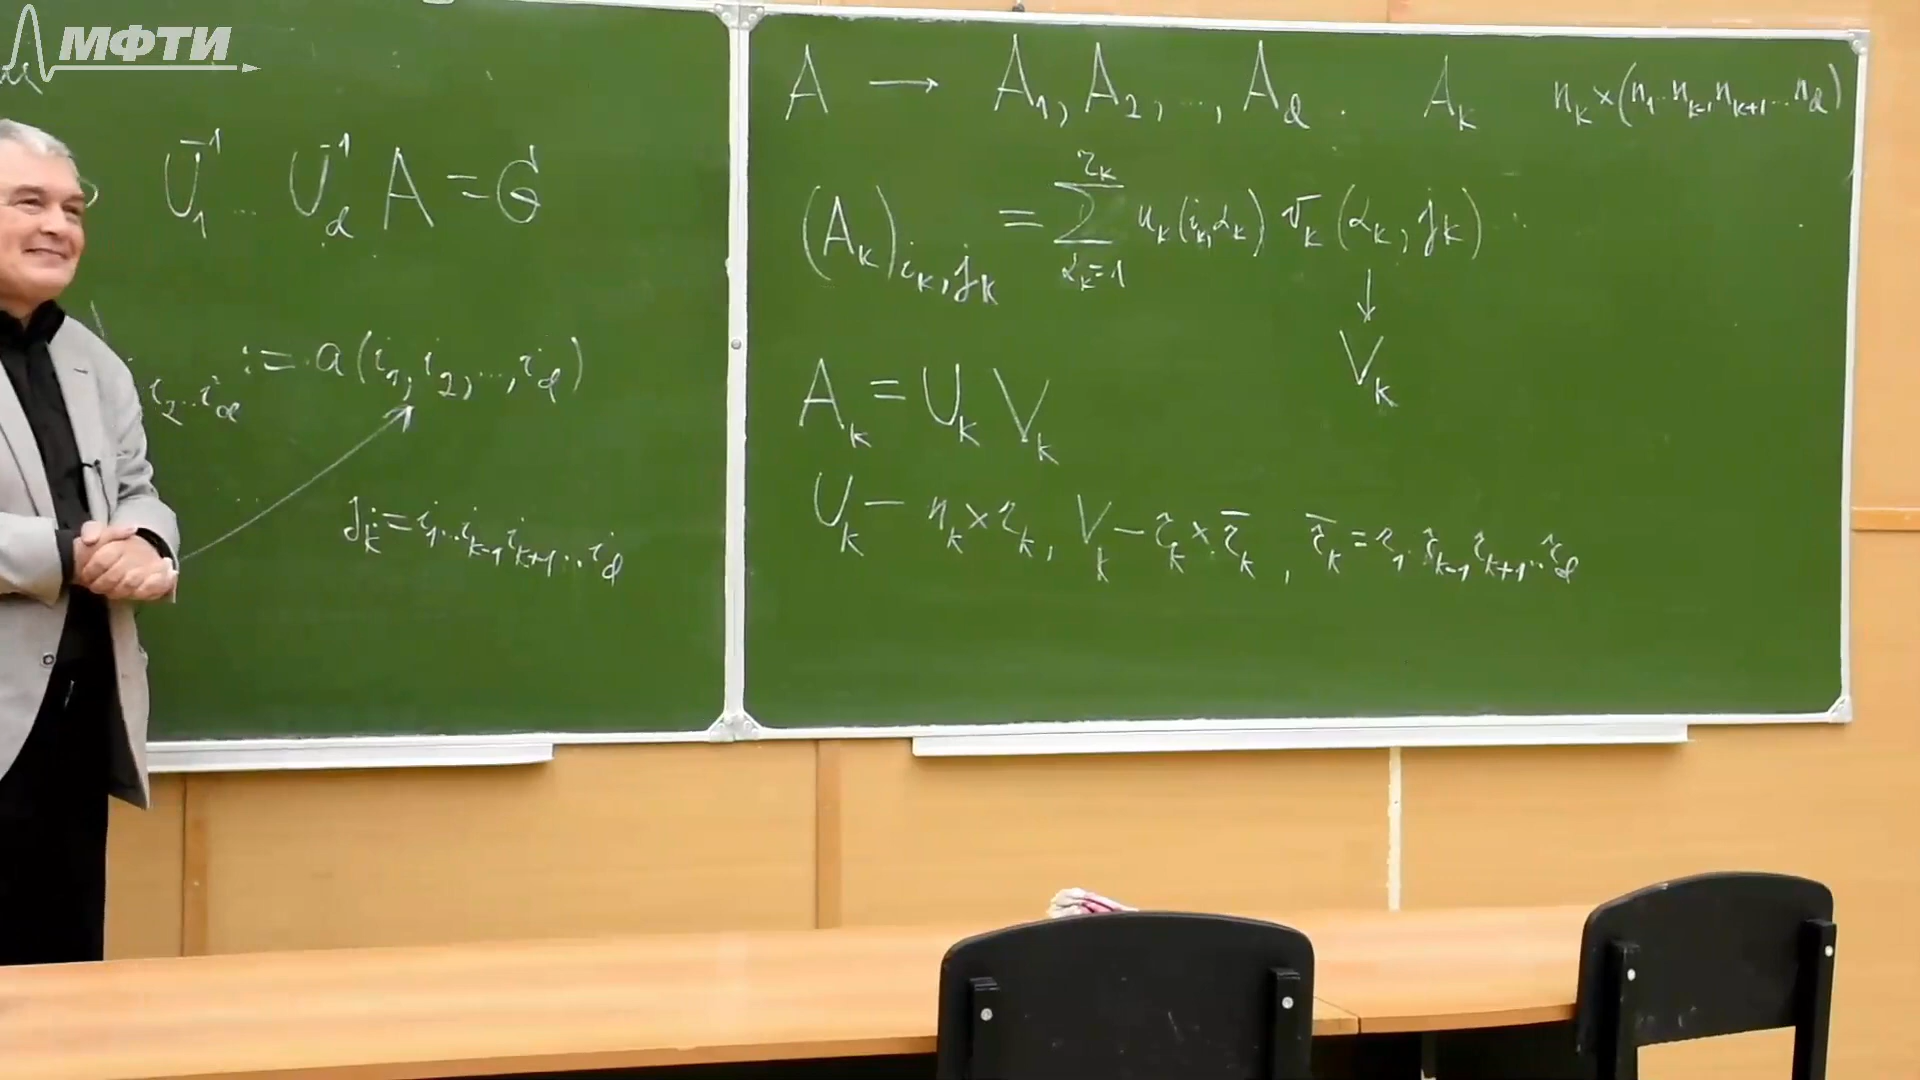 МФТИ
U₁⁻¹ ... U_d⁻¹ A = G
i₂...i_d := a(i₁, i₂, ..., i_d)
j_k = i₁...i_{k-1} i_{k+1}...i_d
A ⟶ A₁, A₂, ..., A_d. A_k n_k×(n₁...n_{k-1} n_{k+1}...n_d)
(A_k)_{i_k, j_k} = ∑_{α_k=1}^{r_k} u_k(i_k, α_k) v_k(α_k, j_k)
↓
V_k
A_k = U_k V_k
U_k – n_k × r_k, V_k – r_k × r̅_k, r̅_k = r₁...r_{k-1} r_{k+1}...r_d